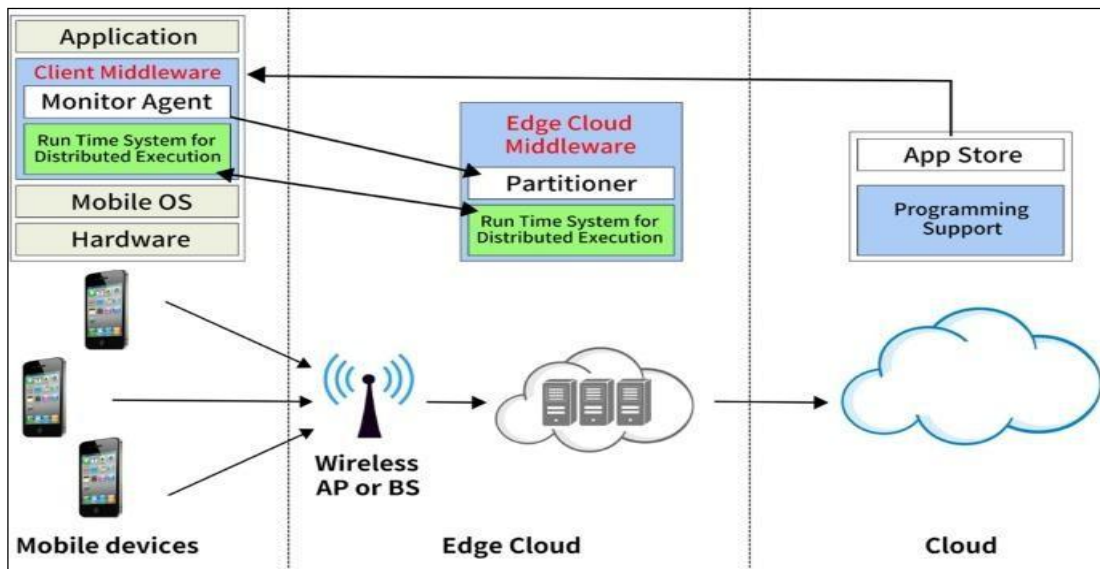 Application
Client Middleware
Monitor Agent
Run Time System for
Distributed Execution
Mobile OS
Hardware
Edge Cloud
Middleware
Partitioner
Run Time System for
Distributed Execution
App Store
Programming
Support
Wireless
AP or BS
Mobile devices
Edge Cloud
Cloud